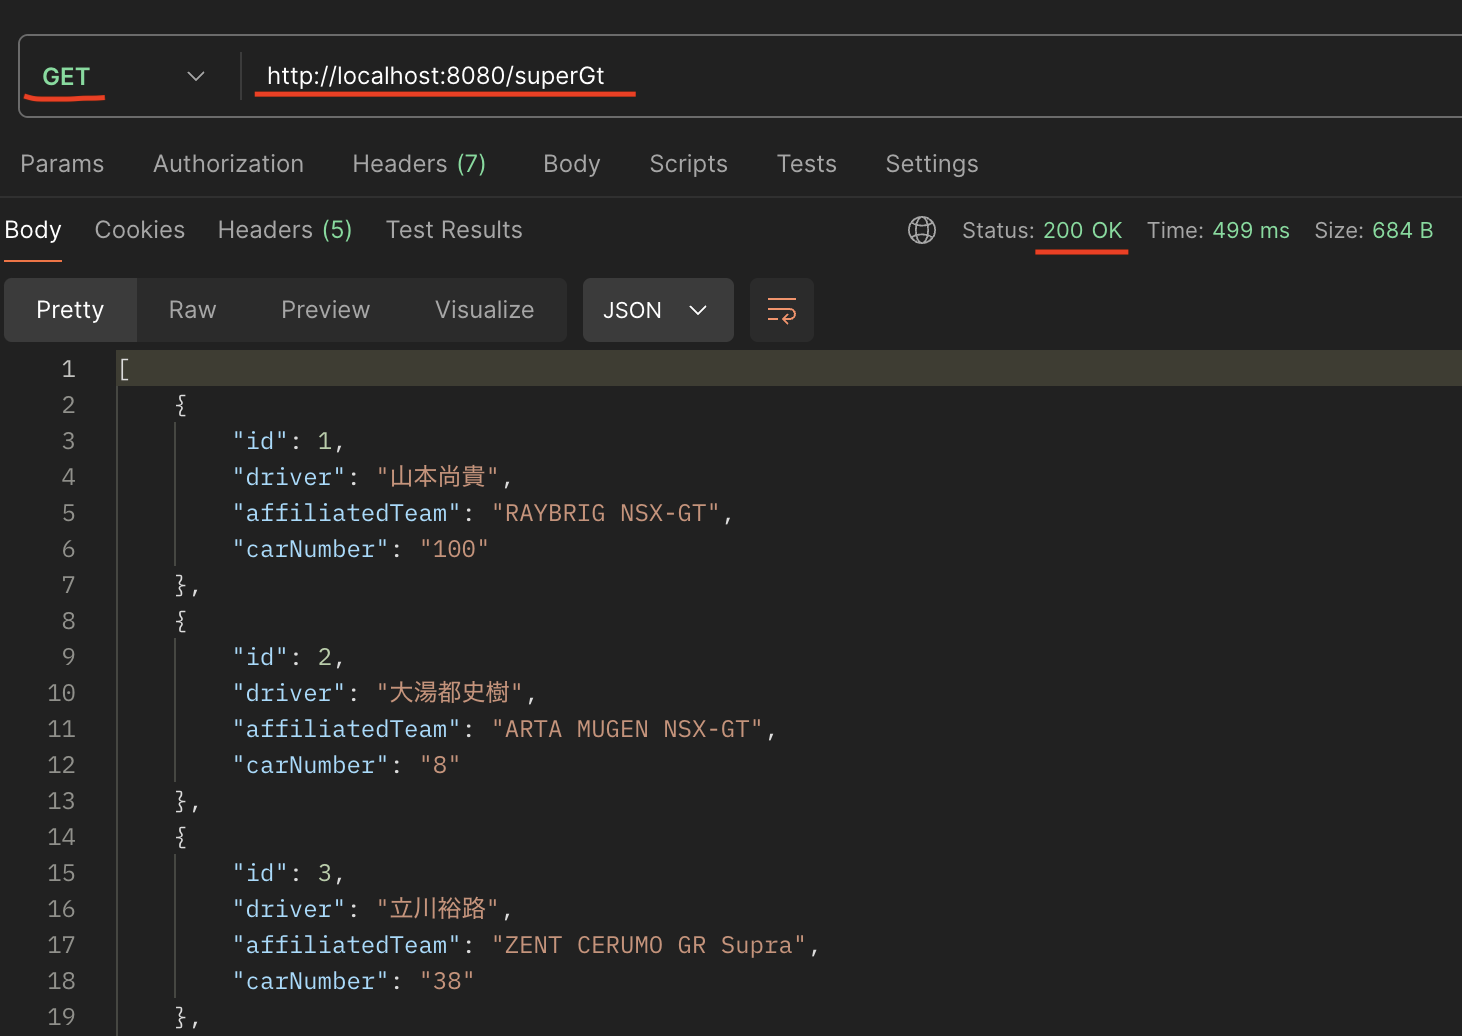 GET http://localhost:8080/superGt
Params Authorization Headers (7) Body Scripts Tests Settings
Body Cookies Headers (5) Test Results Status: 200 OK Time: 499 ms Size: 684 B
Pretty Raw Preview Visualize JSON
1 [
2 {
3 "id": 1,
4 "driver": "山本尚貴",
5 "affiliatedTeam": "RAYBRIG NSX-GT",
6 "carNumber": "100"
7 },
8 {
9 "id": 2,
10 "driver": "大湯都史樹",
11 "affiliatedTeam": "ARTA MUGEN NSX-GT",
12 "carNumber": "8"
13 },
14 {
15 "id": 3,
16 "driver": "立川裕路",
17 "affiliatedTeam": "ZENT CERUMO GR Supra",
18 "carNumber": "38"
19 },